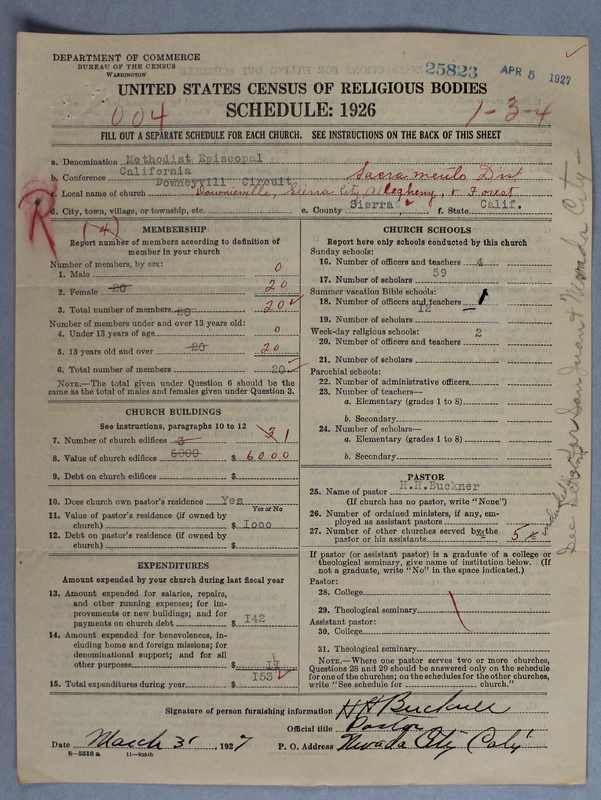 DEPARTMENT OF COMMERCE
BUREAU OF THE CENSUS
WASHINGTON
25823
APR 5 1927
UNITED STATES CENSUS OF RELIGIOUS BODIES
004
SCHEDULE: 1926
1-3-4
FILL OUT A SEPARATE SCHEDULE FOR EACH CHURCH. SEE INSTRUCTIONS ON THE BACK OF THIS SHEET
a. Denomination Methodist Episcopal
b. Conference California
Sacramento Dist
Downeyvill Circuit
c. Local name of church Downieville, Sierra City, Allegheny, & Forest
d. City, town, village, or township, etc. e. County Sierra f. State Calif.
R
(4)
MEMBERSHIP
Report number of members according to definition of
member in your church
Number of members, by sex:
1. Male 0
2. Female 20 20
3. Total number of members 20 20
Number of members under and over 13 years old:
4. Under 13 years of age 0
5. 13 years old and over 20 20
6. Total number of members 20
NOTE.—The total given under Question 6 should be the
same as the total of males and females given under Question 3.
CHURCH BUILDINGS
See instructions, paragraphs 10 to 12
7. Number of church edifices 3 3 1
8. Value of church edifices 6000 $ 6000
9. Debt on church edifices $
10. Does church own pastor's residence Yes
Yes or No
11. Value of pastor's residence (if owned by
church) $ 1000
12. Debt on pastor's residence (if owned by
church) $
EXPENDITURES
Amount expended by your church during last fiscal year
13. Amount expended for salaries, repairs,
and other running expenses; for im-
provements or new buildings; and for
payments on church debt $ 142
14. Amount expended for benevolences, in-
cluding home and foreign missions; for
denominational support; and for all
other purposes $ 11
15. Total expenditures during year $ 153
CHURCH SCHOOLS
Report here only schools conducted by this church
Sunday schools:
16. Number of officers and teachers 4
17. Number of scholars 59
Summer vacation Bible schools:
18. Number of officers and teachers 1
19. Number of scholars 12
Week-day religious schools: 2
20. Number of officers and teachers
21. Number of scholars
Parochial schools:
22. Number of administrative officers
23. Number of teachers—
a. Elementary (grades 1 to 8)
b. Secondary
24. Number of scholars—
a. Elementary (grades 1 to 8)
b. Secondary
PASTOR
25. Name of pastor H.H.Buckner
(If church has no pastor, write "None")
26. Number of ordained ministers, if any, em-
ployed as assistant pastors
27. Number of other churches served by the
pastor or his assistants 5
If pastor (or assistant pastor) is a graduate of a college or
theological seminary, give name of institution below. (If
not a graduate, write "No" in the space indicated.)
Pastor:
28. College
29. Theological seminary
Assistant pastor:
30. College
31. Theological seminary
NOTE.—Where one pastor serves two or more churches,
Questions 28 and 29 should be answered only on the schedule
for one of the churches; on the schedules for the other churches,
write "See schedule for church."
Signature of person furnishing information H H Buckner
Official title Pastor
Date March 31, 1927 P. O. Address Nevada City Calif
8-5518 a
See
for San Juan & Nevada City